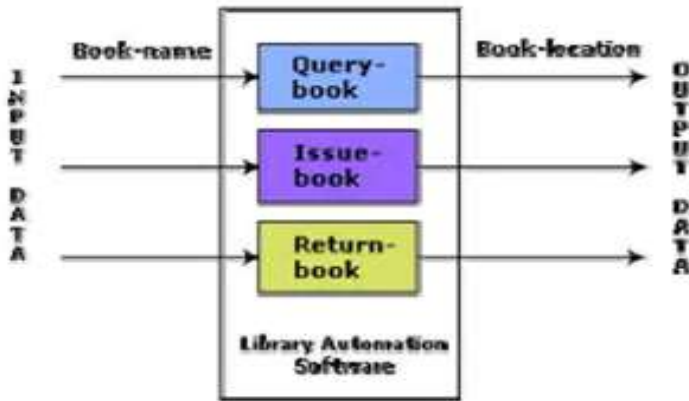 Book-name
Query-
book
Book-location
INPUT DATA
OUTPUT DATA
Issue-
book
Return-
book
Library Automation
Software